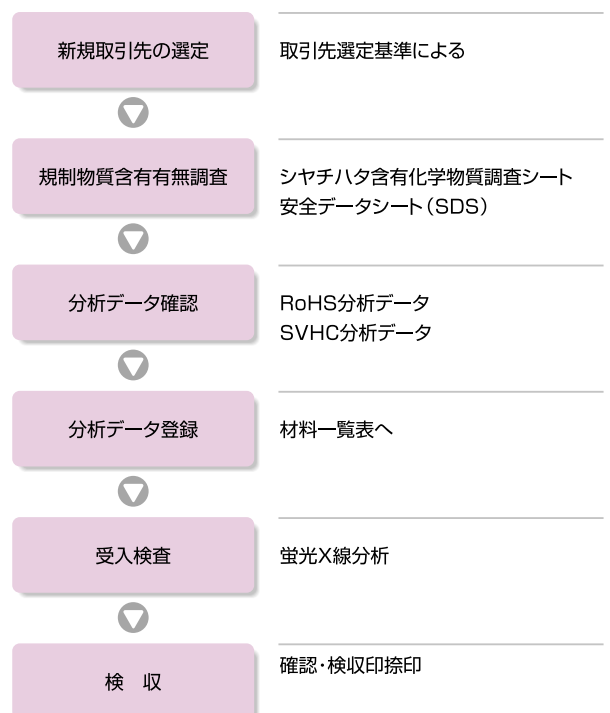 新規取引先の選定
取引先選定基準による
規制物質含有有無調査
シヤチハタ含有化学物質調査シート
安全データシート（SDS）
分析データ確認
RoHS分析データ
SVHC分析データ
分析データ登録
材料一覧表へ
受入検査
蛍光X線分析
検　収
確認・検収印捺印